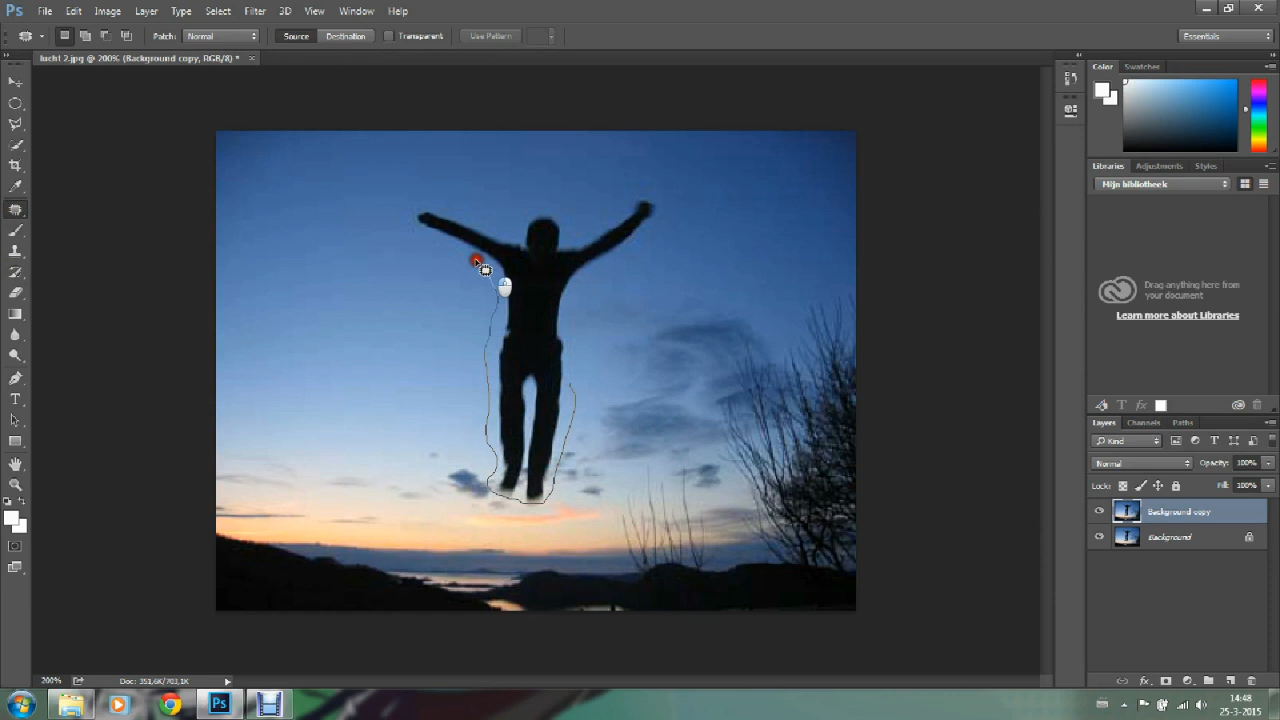 Ps File Edit Image Layer Type Select Filter 3D View Window Help
Patch: Normal Source Destination Transparent Use Pattern Essentials
lucht 2.jpg @ 200% (Background copy, RGB/8) * ×
Color Swatches
Libraries Adjustments Styles
Mijn bibliotheek
Drag anything here from
your document
Learn more about Libraries
T fx
Layers Channels Paths
Kind T
Normal Opacity: 100%
Lock: Fill: 100%
Background copy
Background
200% Doc: 351,6K/703,1K
fx
Ps
14:48
25-3-2015